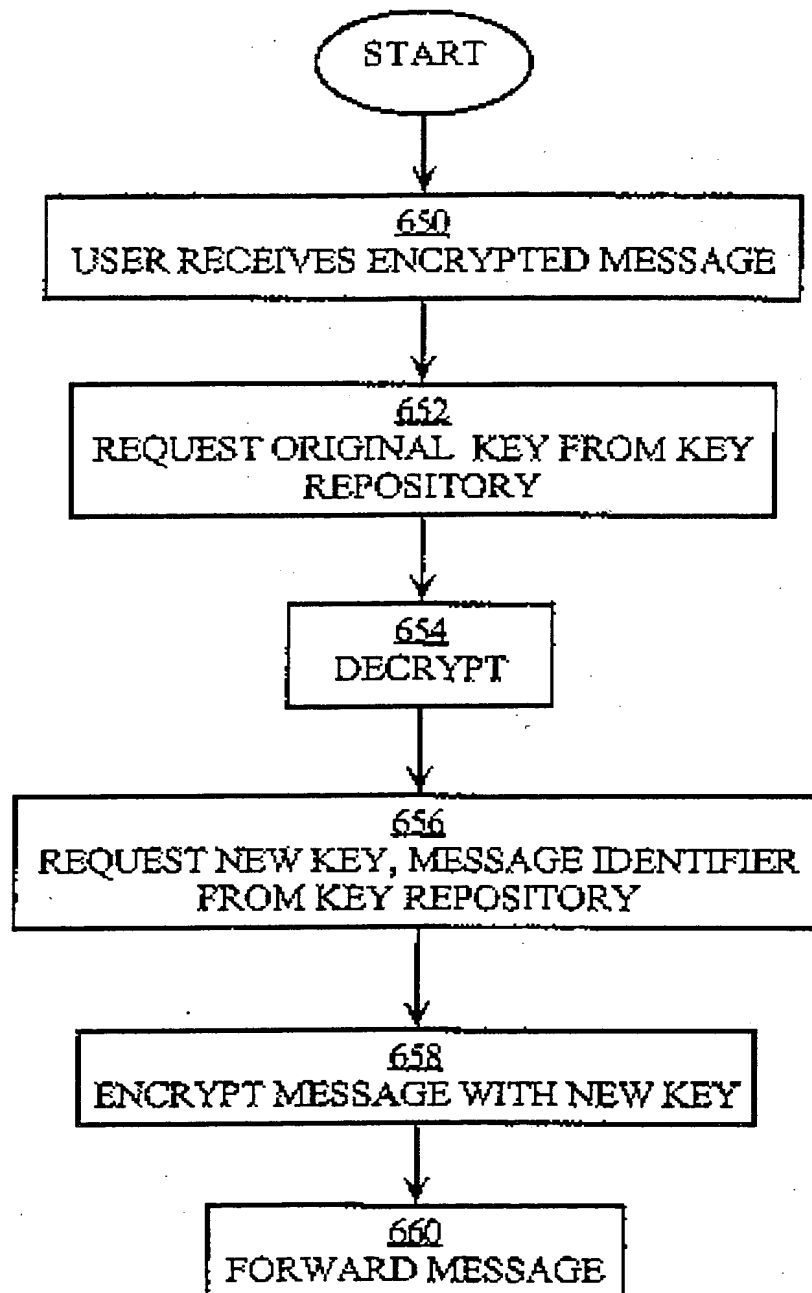 START
650
USER RECEIVES ENCRYPTED MESSAGE
652
REQUEST ORIGINAL KEY FROM KEY
REPOSITORY
654
DECRYPT
656
REQUEST NEW KEY, MESSAGE IDENTIFIER
FROM KEY REPOSITORY
658
ENCRYPT MESSAGE WITH NEW KEY
660
FORWARD MESSAGE